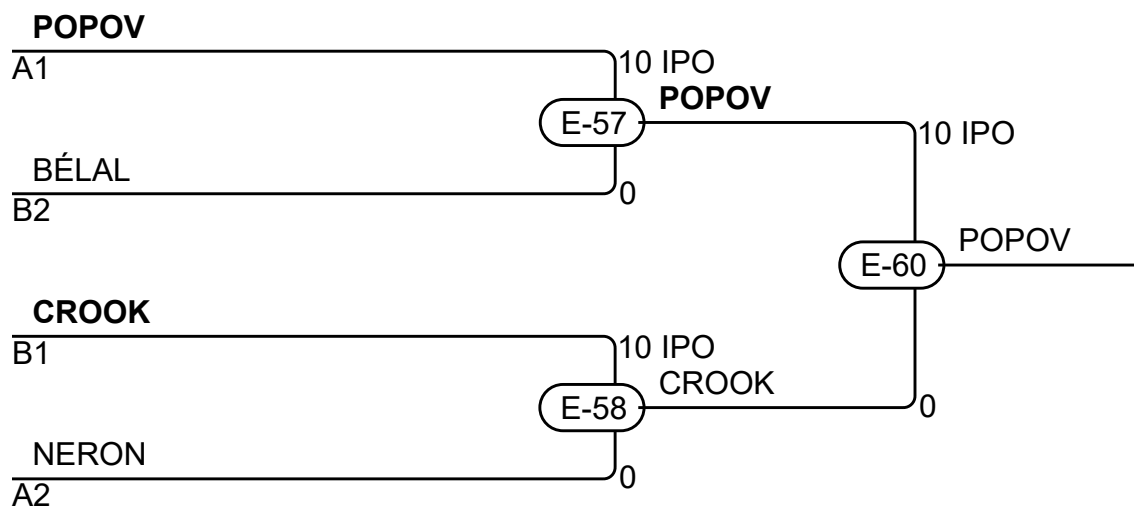 POPOV
A1
10 IPO
POPOV
E-57
10 IPO
BÉLAL
B2
0
POPOV
E-60
CROOK
B1
10 IPO
CROOK
E-58
0
NERON
A2
0